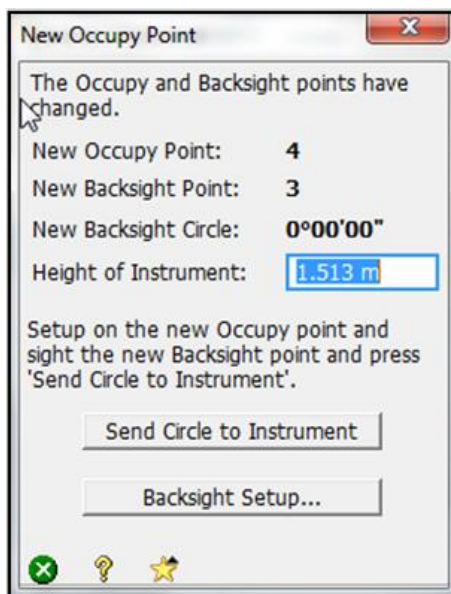 New Occupy Point
The Occupy and Backsight points have
changed.
New Occupy Point: 4
New Backsight Point: 3
New Backsight Circle: 0°00'00"
Height of Instrument: 1.513 m
Setup on the new Occupy point and
sight the new Backsight point and press
'Send Circle to Instrument'.
Send Circle to Instrument
Backsight Setup...